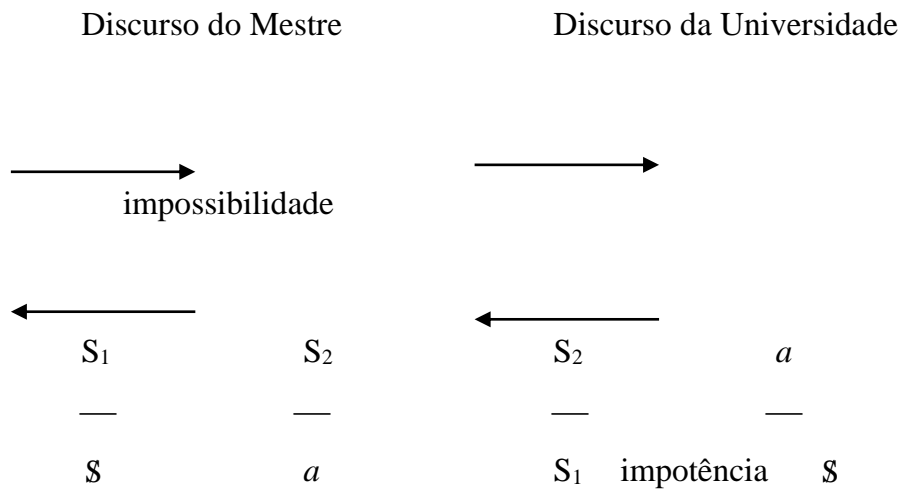 Discurso do Mestre Discurso da Universidade
impossibilidade
S₁ S₂ S₂ a
— — — —
$ a S₁ impotência $